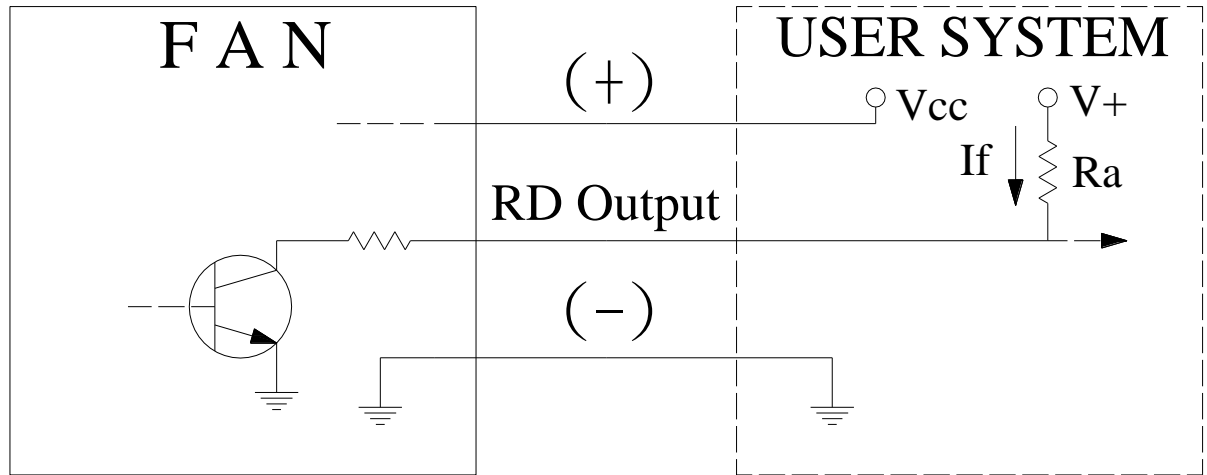 F A N
USER SYSTEM
(+)
Vcc
V+
If
Ra
RD Output
(-)